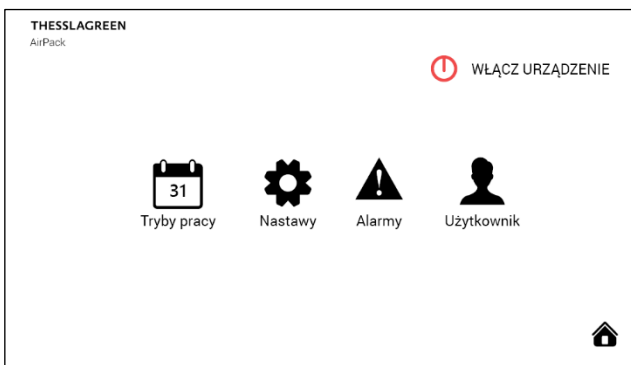 THESSLAGREEN
AirPack
WŁĄCZ URZĄDZENIE
31
Tryby pracy
Nastawy
Alarmy
Użytkownik